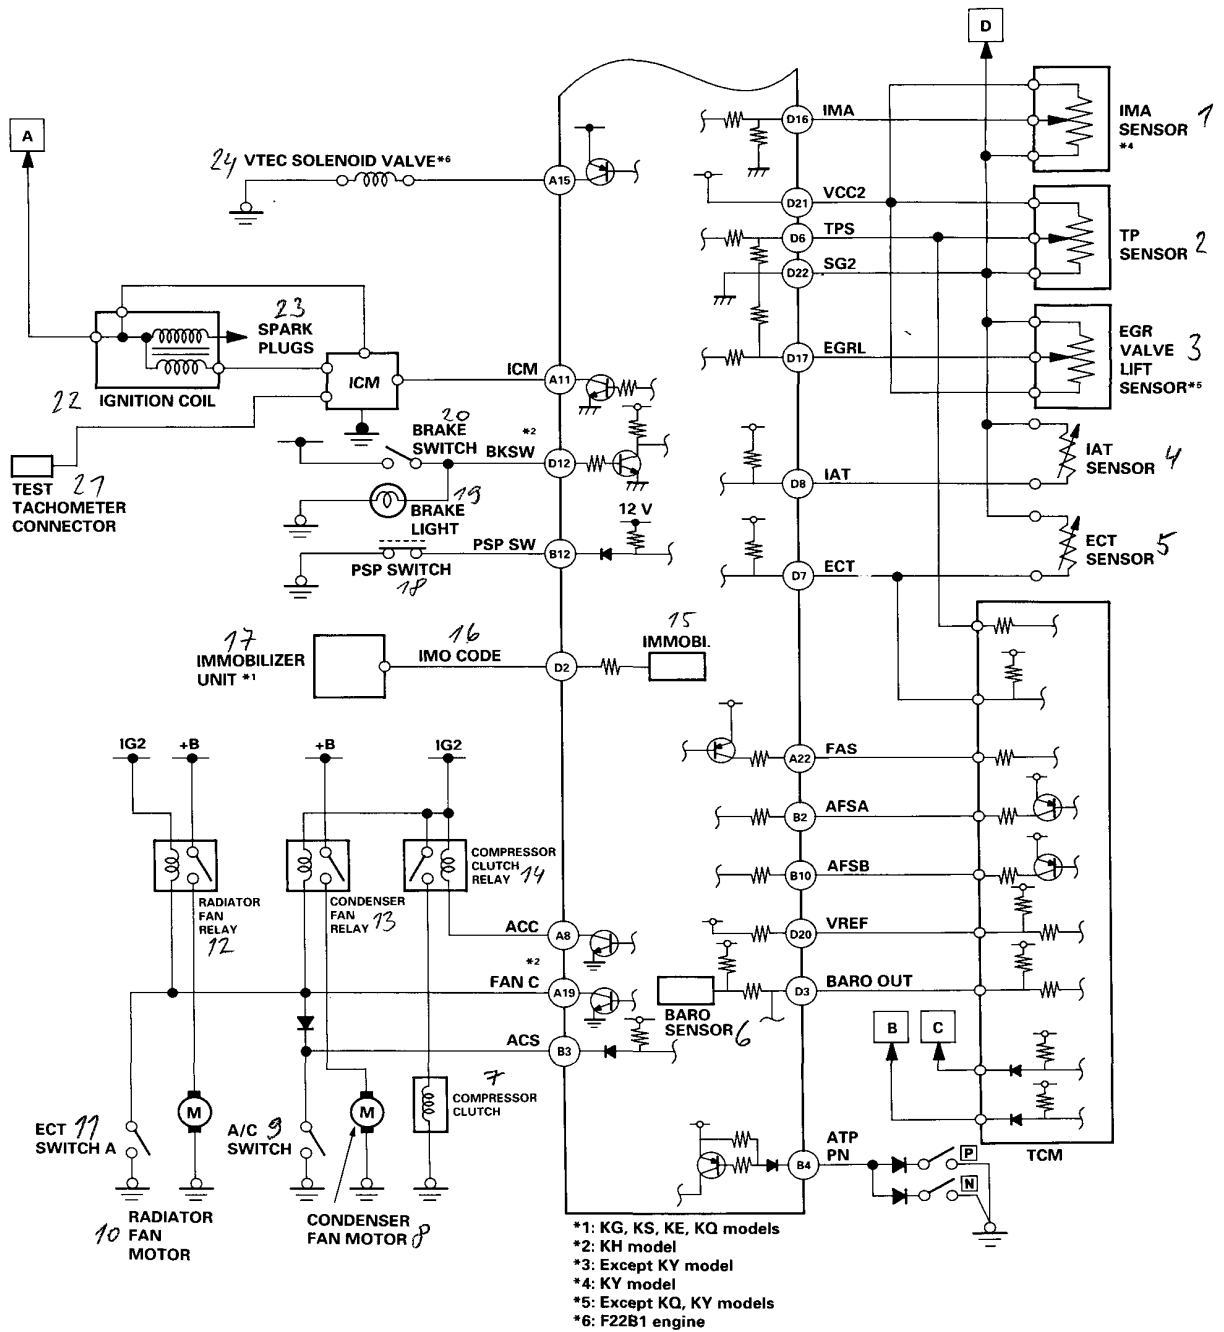 D
A
D16
IMA
IMA
SENSOR 1
*4
24 VTEC SOLENOID VALVE*6
A15
D21
VCC2
D6
TPS
TP
SENSOR 2
D22
SG2
23
SPARK
PLUGS
D17
EGRL
EGR
VALVE 3
LIFT
SENSOR*5
ICM
ICM
A11
22
IGNITION COIL
20
BRAKE
SWITCH
*2
BKSW
D12
D8
IAT
IAT
SENSOR 4
21
TEST
TACHOMETER
CONNECTOR
19
BRAKE
LIGHT
12 V
PSP SW
B12
PSP SWITCH
18
D7
ECT
ECT
SENSOR 5
17
IMMOBILIZER
UNIT *1
16
IMO CODE
D2
15
IMMOBI.
IG2
+B
+B
IG2
A22
FAS
B2
AFSA
B10
AFSB
D20
VREF
D3
BARO OUT
COMPRESSOR
CLUTCH
RELAY 14
RADIATOR
FAN
RELAY
12
CONDENSER
FAN
RELAY 13
ACC
A8
*2
FAN C
A19
BARO
SENSOR 6
B
C
ACS
B3
7
COMPRESSOR
CLUTCH
ECT 11
SWITCH A
M
A/C 9
SWITCH
M
ATP
PN
B4
P
N
TCM
10 RADIATOR
FAN
MOTOR
CONDENSER
FAN MOTOR 8
*1: KG, KS, KE, KQ models
*2: KH model
*3: Except KY model
*4: KY model
*5: Except KQ, KY models
*6: F22B1 engine